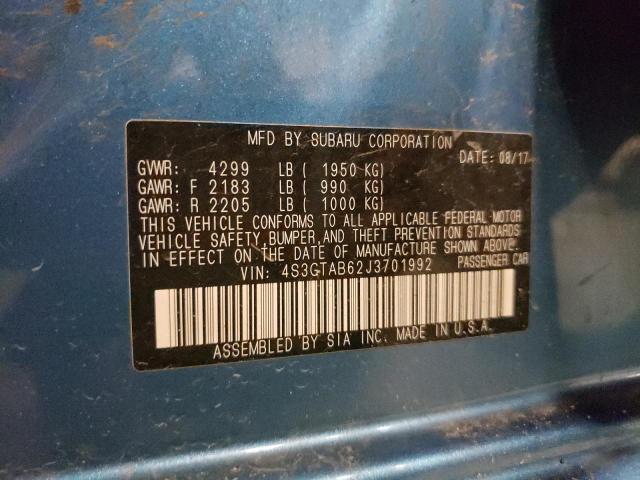 MFD BY SUBARU CORPORATION
DATE: 08/17
GVWR: 4299 LB ( 1950 KG)
GAWR: F 2183 LB ( 990 KG)
GAWR: R 2205 LB ( 1000 KG)
THIS VEHICLE CONFORMS TO ALL APPLICABLE FEDERAL MOTOR
VEHICLE SAFETY, BUMPER, AND THEFT PREVENTION STANDARDS
IN EFFECT ON THE DATE OF MANUFACTURE SHOWN ABOVE.
VIN: 4S3GTAB62J3701992 PASSENGER CAR
ASSEMBLED BY SIA INC. MADE IN U.S.A.